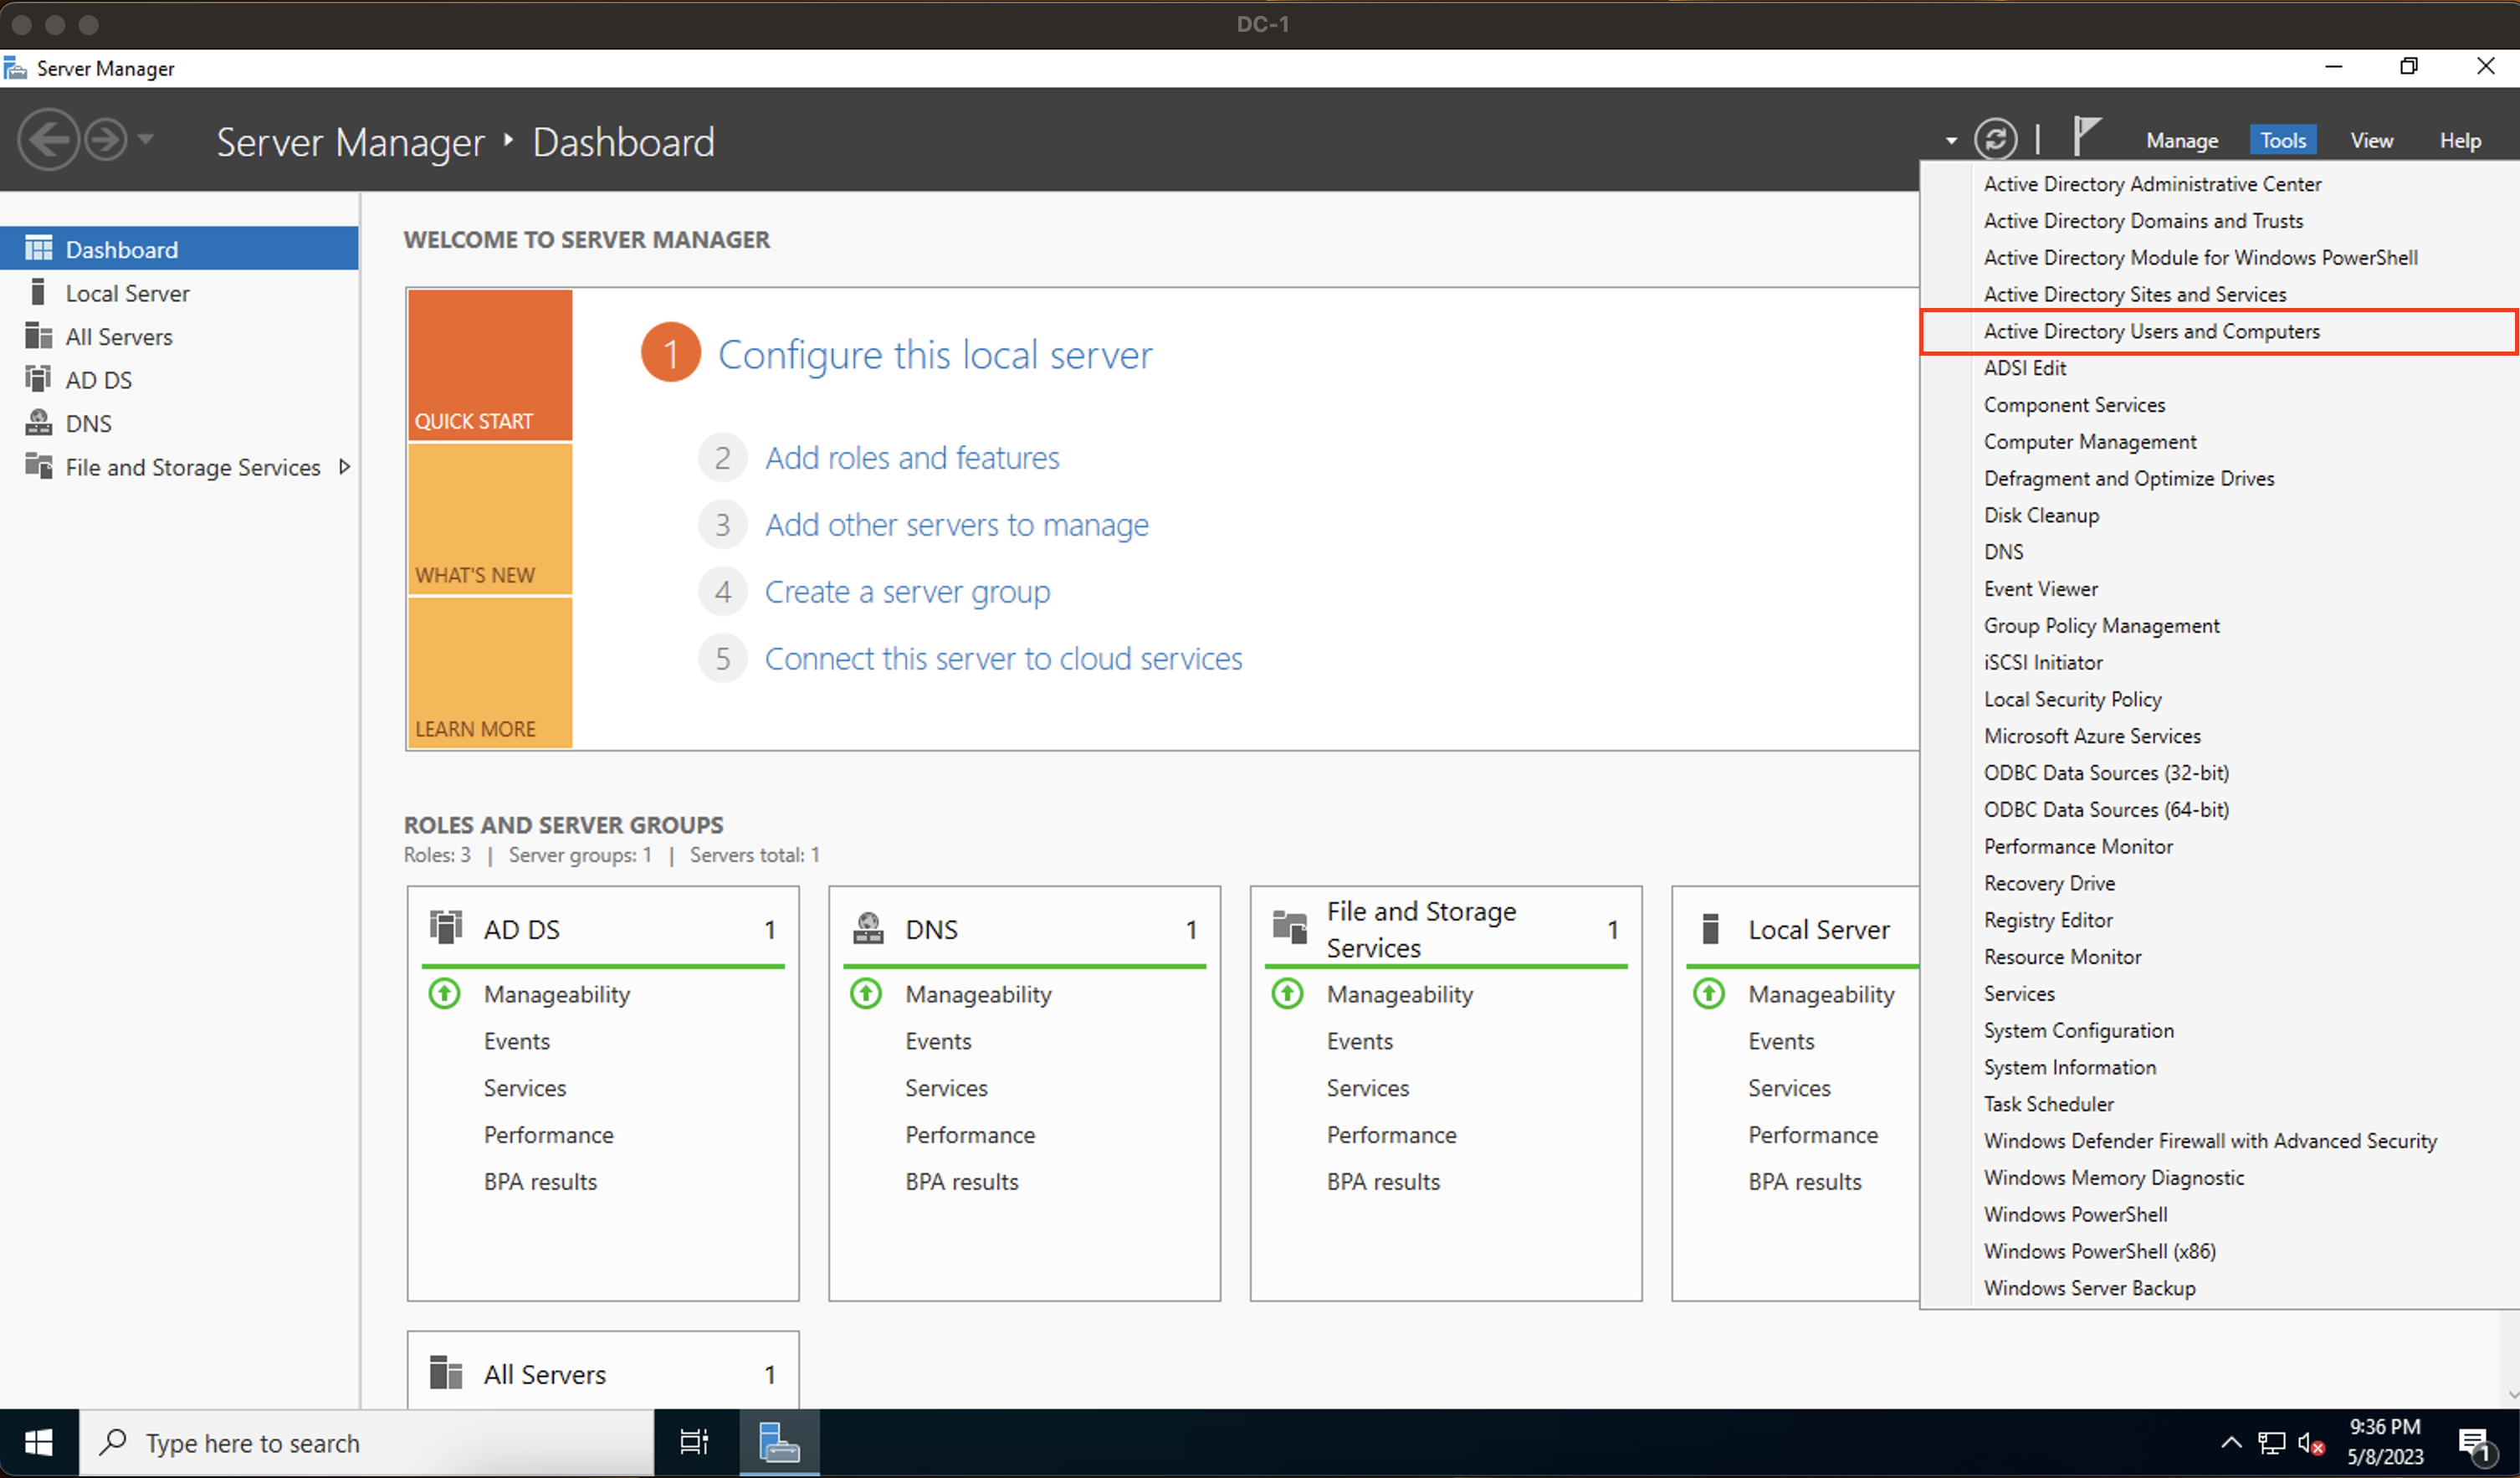 DC-1
Server Manager
Server Manager Dashboard
Manage Tools View Help
Dashboard
Local Server
All Servers
AD DS
DNS
File and Storage Services
WELCOME TO SERVER MANAGER
QUICK START
WHAT'S NEW
LEARN MORE
1 Configure this local server
2 Add roles and features
3 Add other servers to manage
4 Create a server group
5 Connect this server to cloud services
ROLES AND SERVER GROUPS
Roles: 3 | Server groups: 1 | Servers total: 1
AD DS 1
Manageability
Events
Services
Performance
BPA results
DNS 1
Manageability
Events
Services
Performance
BPA results
File and Storage
Services 1
Manageability
Events
Services
Performance
BPA results
Local Server
Manageability
Events
Services
Performance
BPA results
All Servers 1
Active Directory Administrative Center
Active Directory Domains and Trusts
Active Directory Module for Windows PowerShell
Active Directory Sites and Services
Active Directory Users and Computers
ADSI Edit
Component Services
Computer Management
Defragment and Optimize Drives
Disk Cleanup
DNS
Event Viewer
Group Policy Management
iSCSI Initiator
Local Security Policy
Microsoft Azure Services
ODBC Data Sources (32-bit)
ODBC Data Sources (64-bit)
Performance Monitor
Recovery Drive
Registry Editor
Resource Monitor
Services
System Configuration
System Information
Task Scheduler
Windows Defender Firewall with Advanced Security
Windows Memory Diagnostic
Windows PowerShell
Windows PowerShell (x86)
Windows Server Backup
Type here to search
9:36 PM
5/8/2023
1